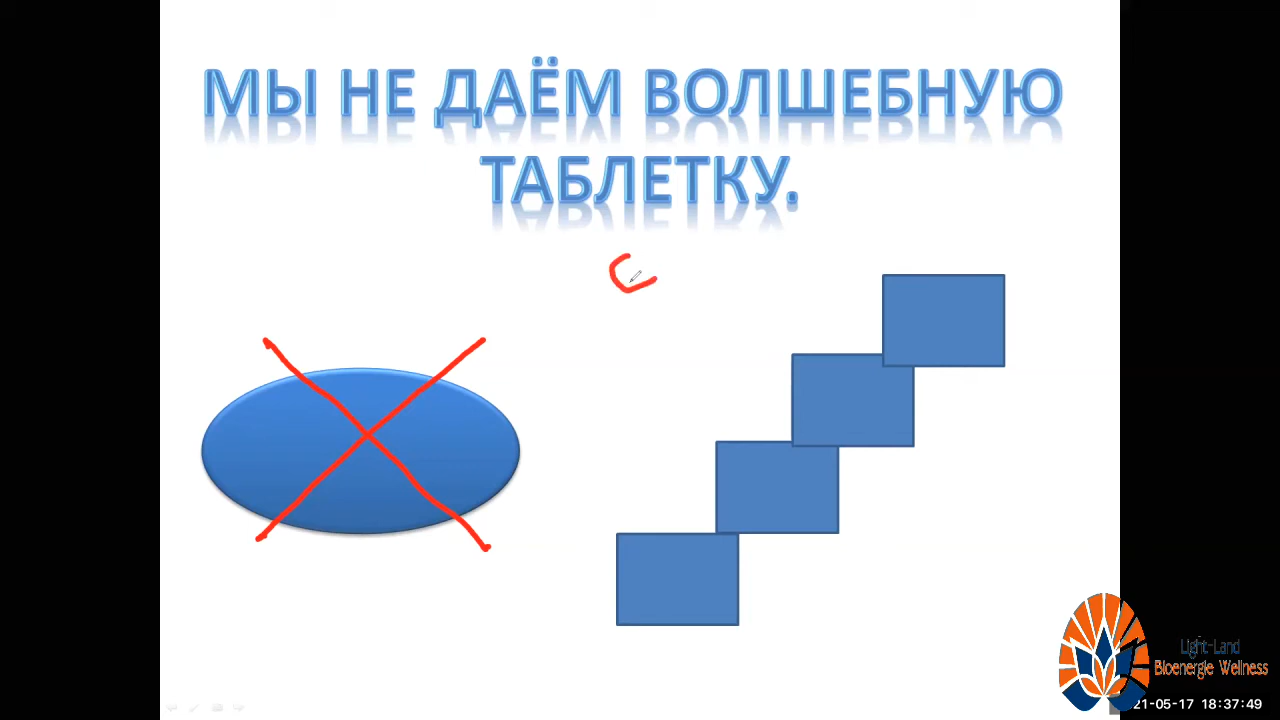 МЫ НЕ ДАЁМ ВОЛШЕБНУЮ
ТАБЛЕТКУ.
С
Light-Land
Bioenergie Wellness
21-05-17 18:37:49